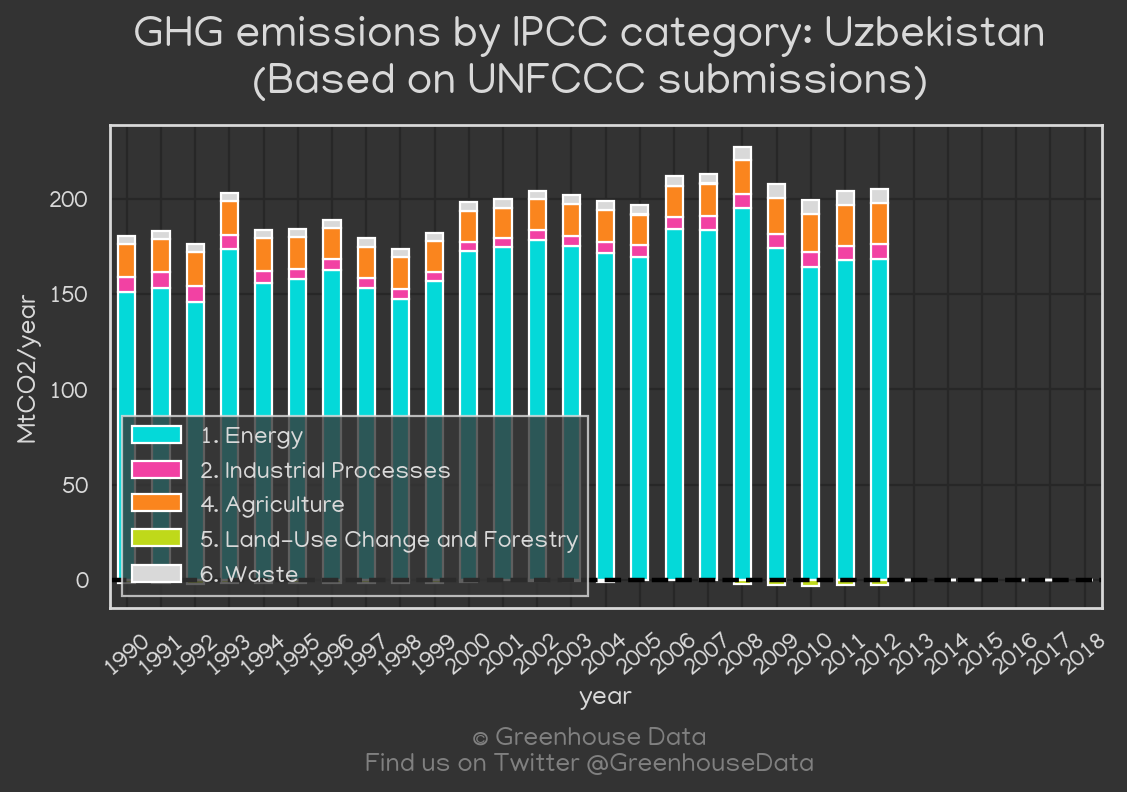 GHG emissions by IPCC category: Uzbekistan
(Based on UNFCCC submissions)
MtCO2/year
200
150
100
50
0
1. Energy
2. Industrial Processes
4. Agriculture
5. Land-Use Change and Forestry
6. Waste
1990 1991 1992 1993 1994 1995 1996 1997 1998 1999 2000 2001 2002 2003 2004 2005 2006 2007 2008 2009 2010 2011 2012 2013 2014 2015 2016 2017 2018
year
© Greenhouse Data
Find us on Twitter @GreenhouseData